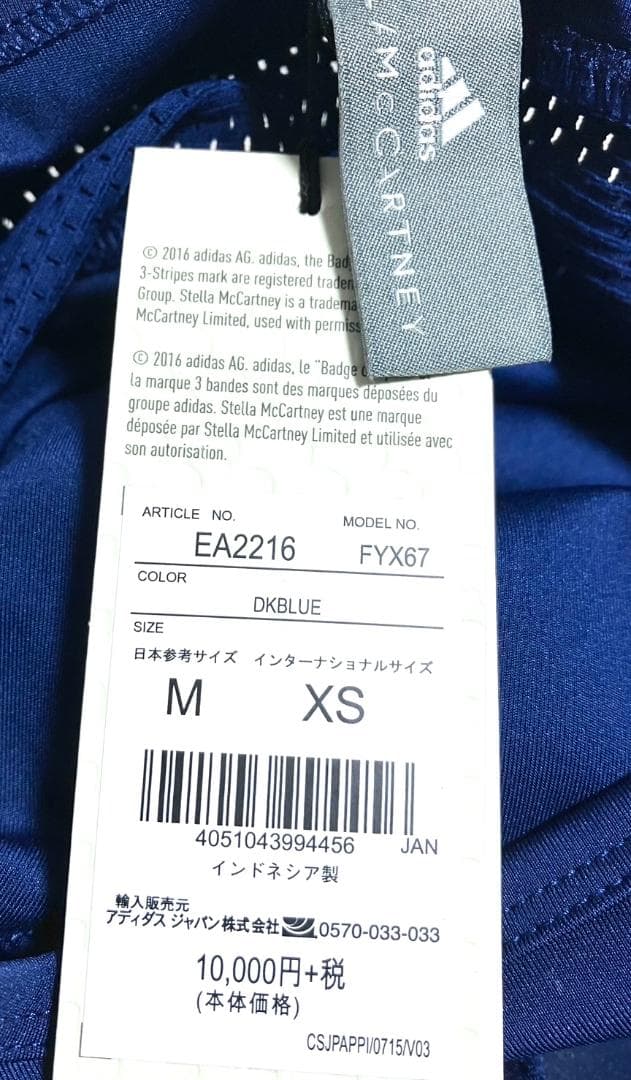 adidas
LA McCARTNEY
© 2016 adidas AG. adidas, the
3-Stripes mark are registered
Group. Stella McCartney is a
McCartney Limited, used with
© 2016 adidas AG. adidas, le "Badge
la marque 3 bandes sont des marques déposées du
groupe adidas. Stella McCartney est une marque
déposée par Stella McCartney Limited et utilisée avec
son autorisation.
ARTICLE NO.
MODEL NO.
EA2216
FYX67
COLOR
DKBLUE
SIZE
日本参考サイズ インターナショナルサイズ
M XS
4051043994456 JAN
インドネシア製
輸入販売元
アディダス ジャパン株式会社 0570-033-033
10,000円+税
(本体価格)
CSJPAPPI/0715/V03